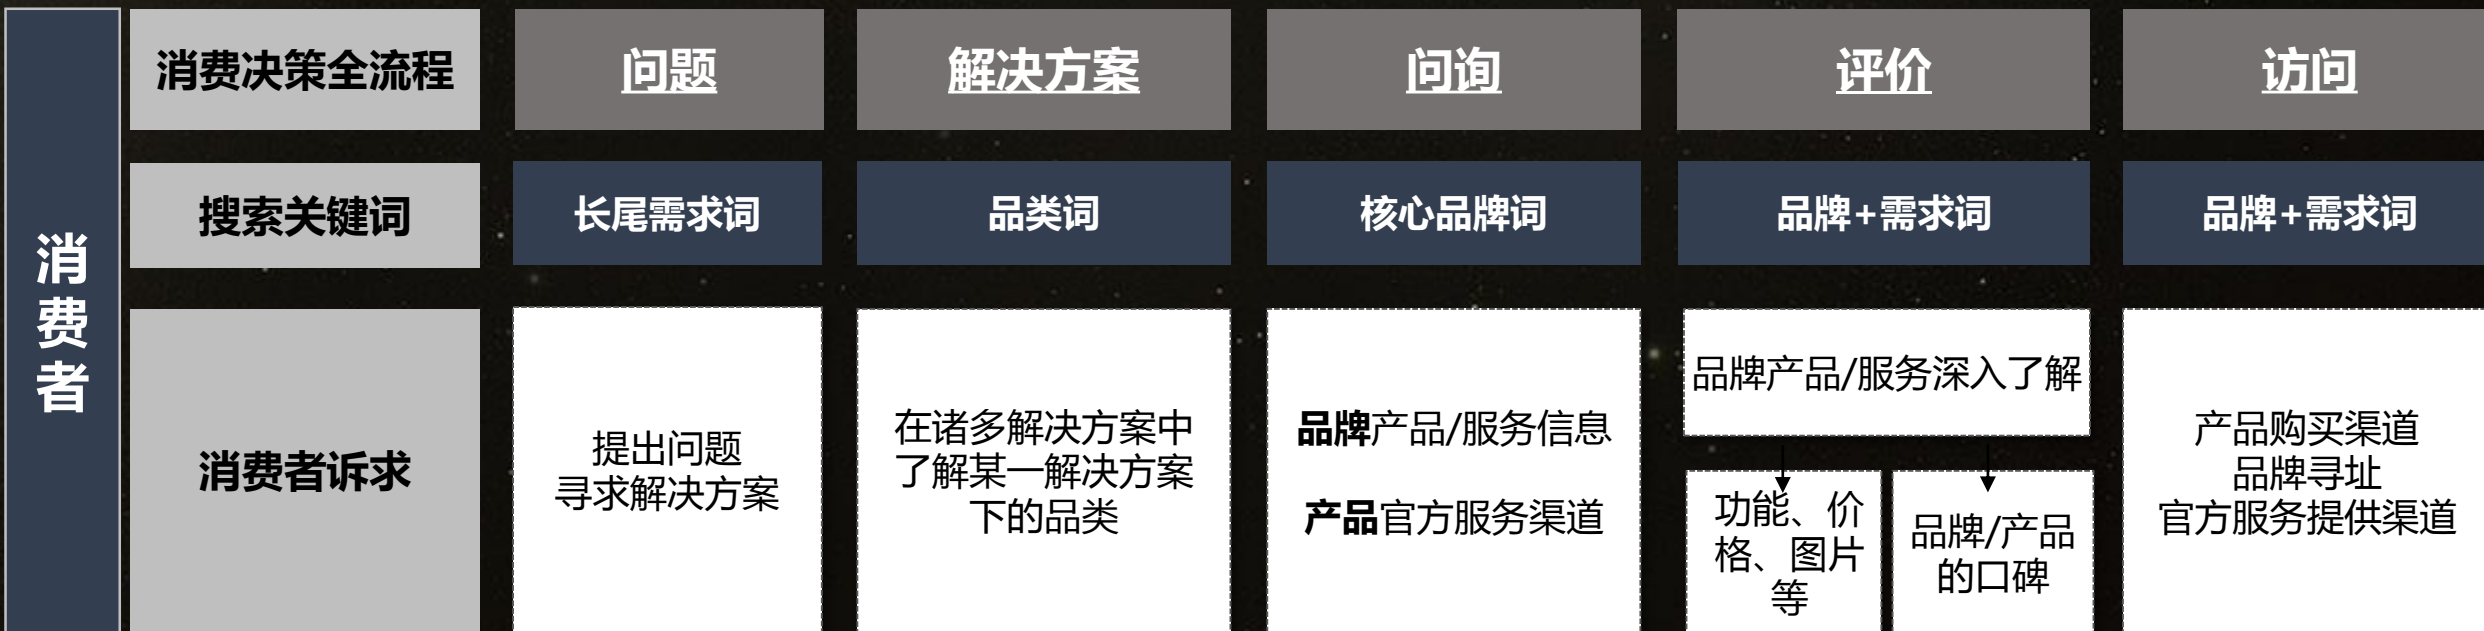 消费者
消费决策全流程
问题
解决方案
问询
评价
访问
搜索关键词
长尾需求词
品类词
核心品牌词
品牌+需求词
品牌+需求词
消费者诉求
提出问题
寻求解决方案
在诸多解决方案中
了解某一解决方案
下的品类
品牌产品/服务信息
产品官方服务渠道
品牌产品/服务深入了解
功能、价
格、图片
等
品牌/产品
的口碑
产品购买渠道
品牌寻址
官方服务提供渠道